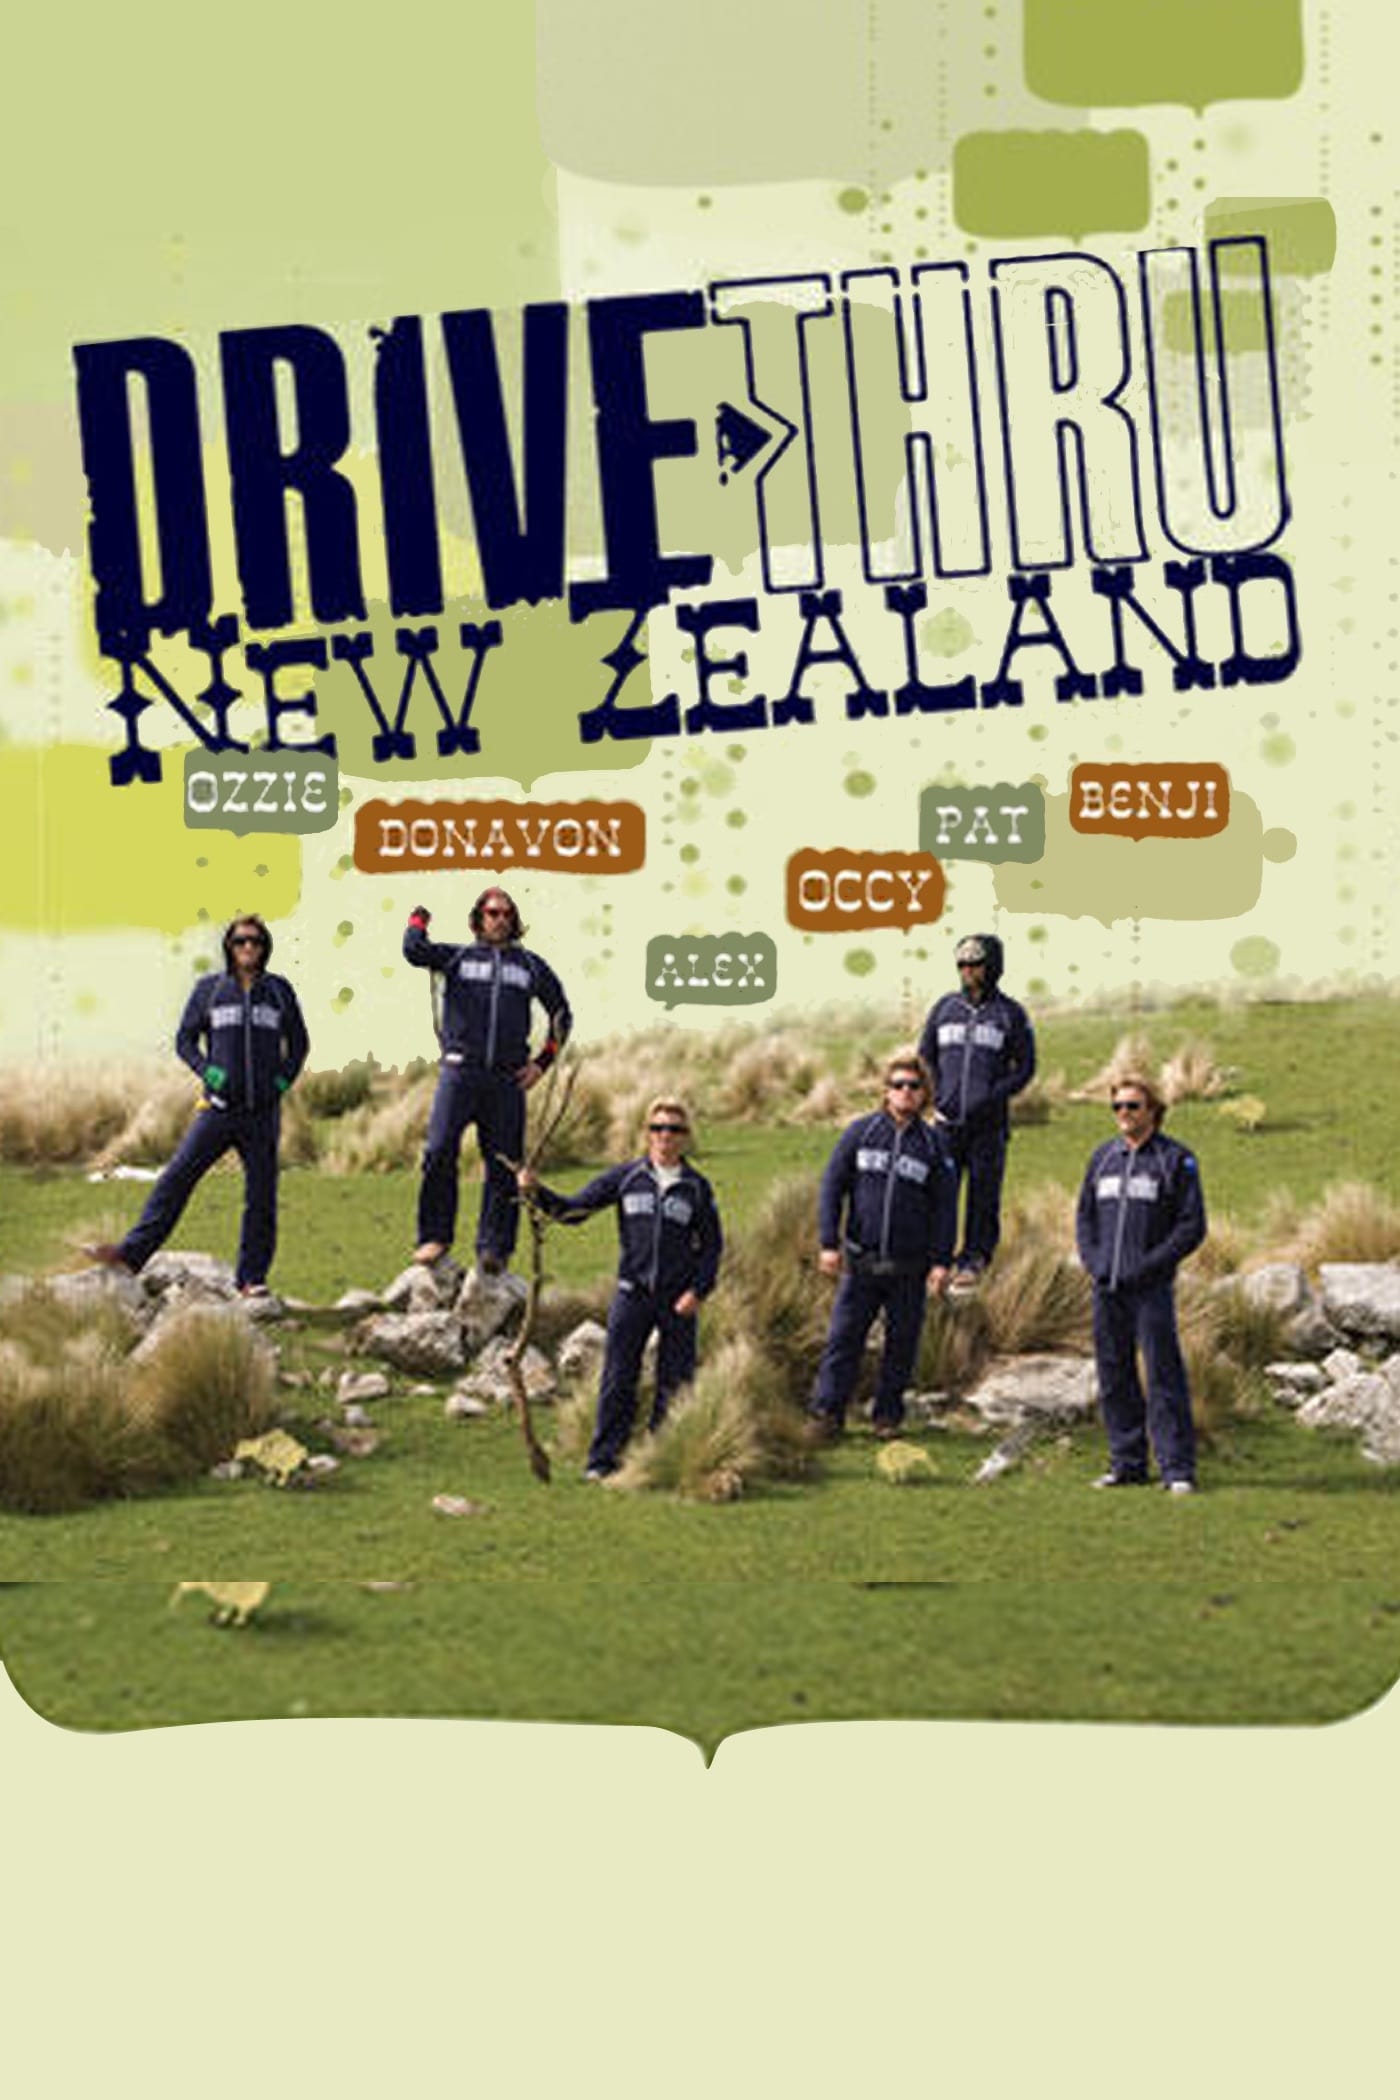 DRIVE THRU
NEW ZEALAND
OZZIE
DONAVON
ALEX
OCCY
PAT
BENJI